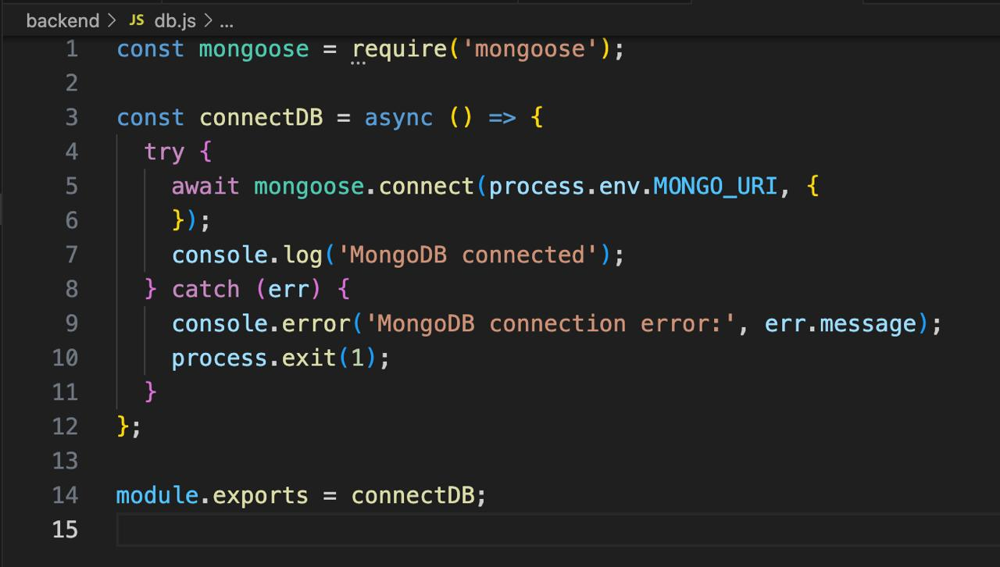 backend > JS db.js > ...
1 const mongoose = require('mongoose');
2
3 const connectDB = async () => {
4   try {
5     await mongoose.connect(process.env.MONGO_URI, {
6     });
7     console.log('MongoDB connected');
8   } catch (err) {
9     console.error('MongoDB connection error:', err.message);
10     process.exit(1);
11   }
12 };
13
14 module.exports = connectDB;
15